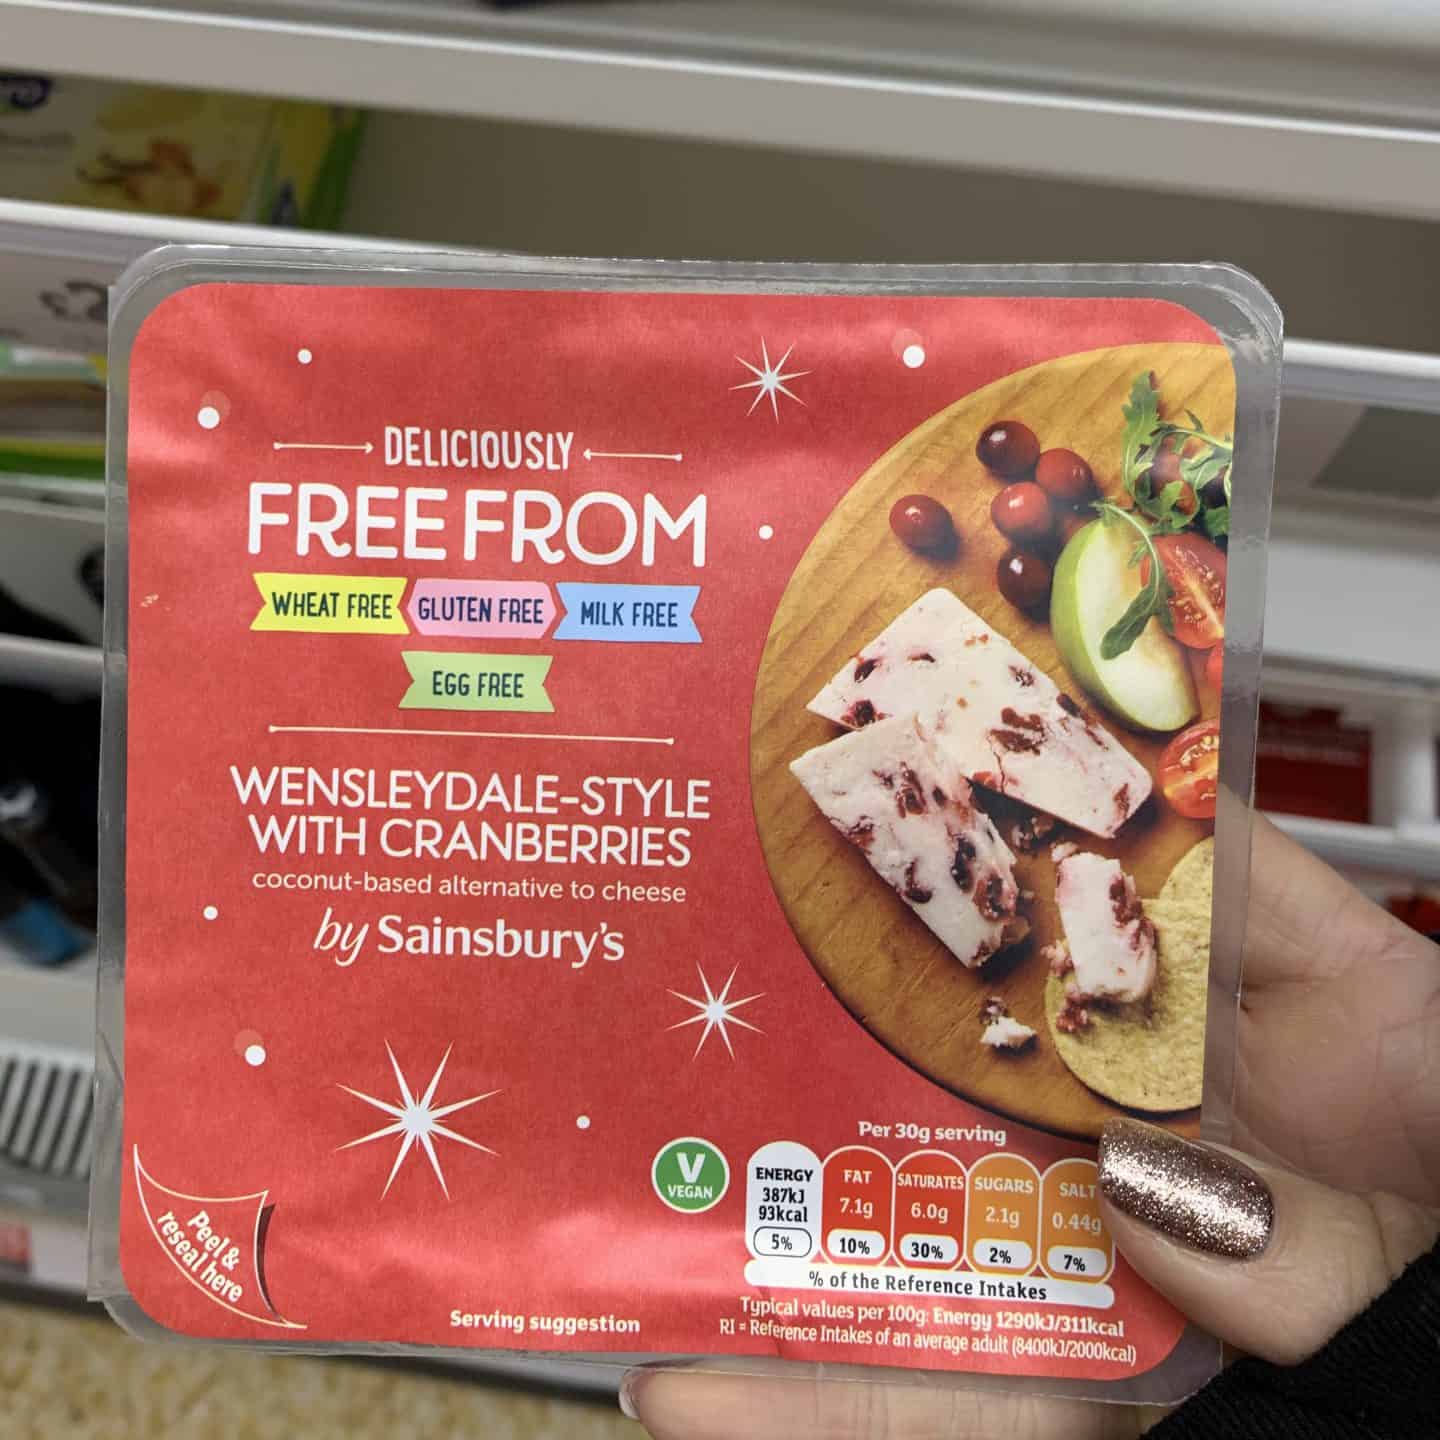 DELICIOUSLY
FREE FROM
WHEAT FREE GLUTEN FREE MILK FREE
EGG FREE
WENSLEYDALE-STYLE
WITH CRANBERRIES
coconut-based alternative to cheese
by Sainsbury's
Peel &
reseal here
Serving suggestion
V
VEGAN
Per 30g serving
ENERGY FAT SATURATES SUGARS SALT
387kJ
93kcal 7.1g 6.0g 2.1g 0.44g
5% 10% 30% 2% 7%
% of the Reference Intakes
Typical values per 100g: Energy 1290kJ/311kcal
RI = Reference Intakes of an average adult (8400kJ/2000kcal)